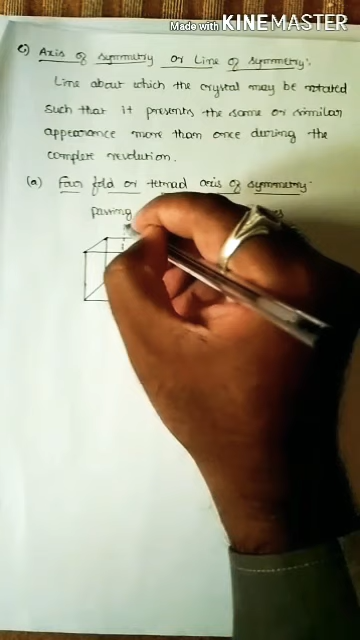 Made with KINEMASTER
c) Axis of symmetry or Line of symmetry:
Line about which the crystal may be rotated
such that it presents the same or similar
appearance more than once during the
complete revolution.
(a) Four fold or tetrad axis of symmetry-
passing